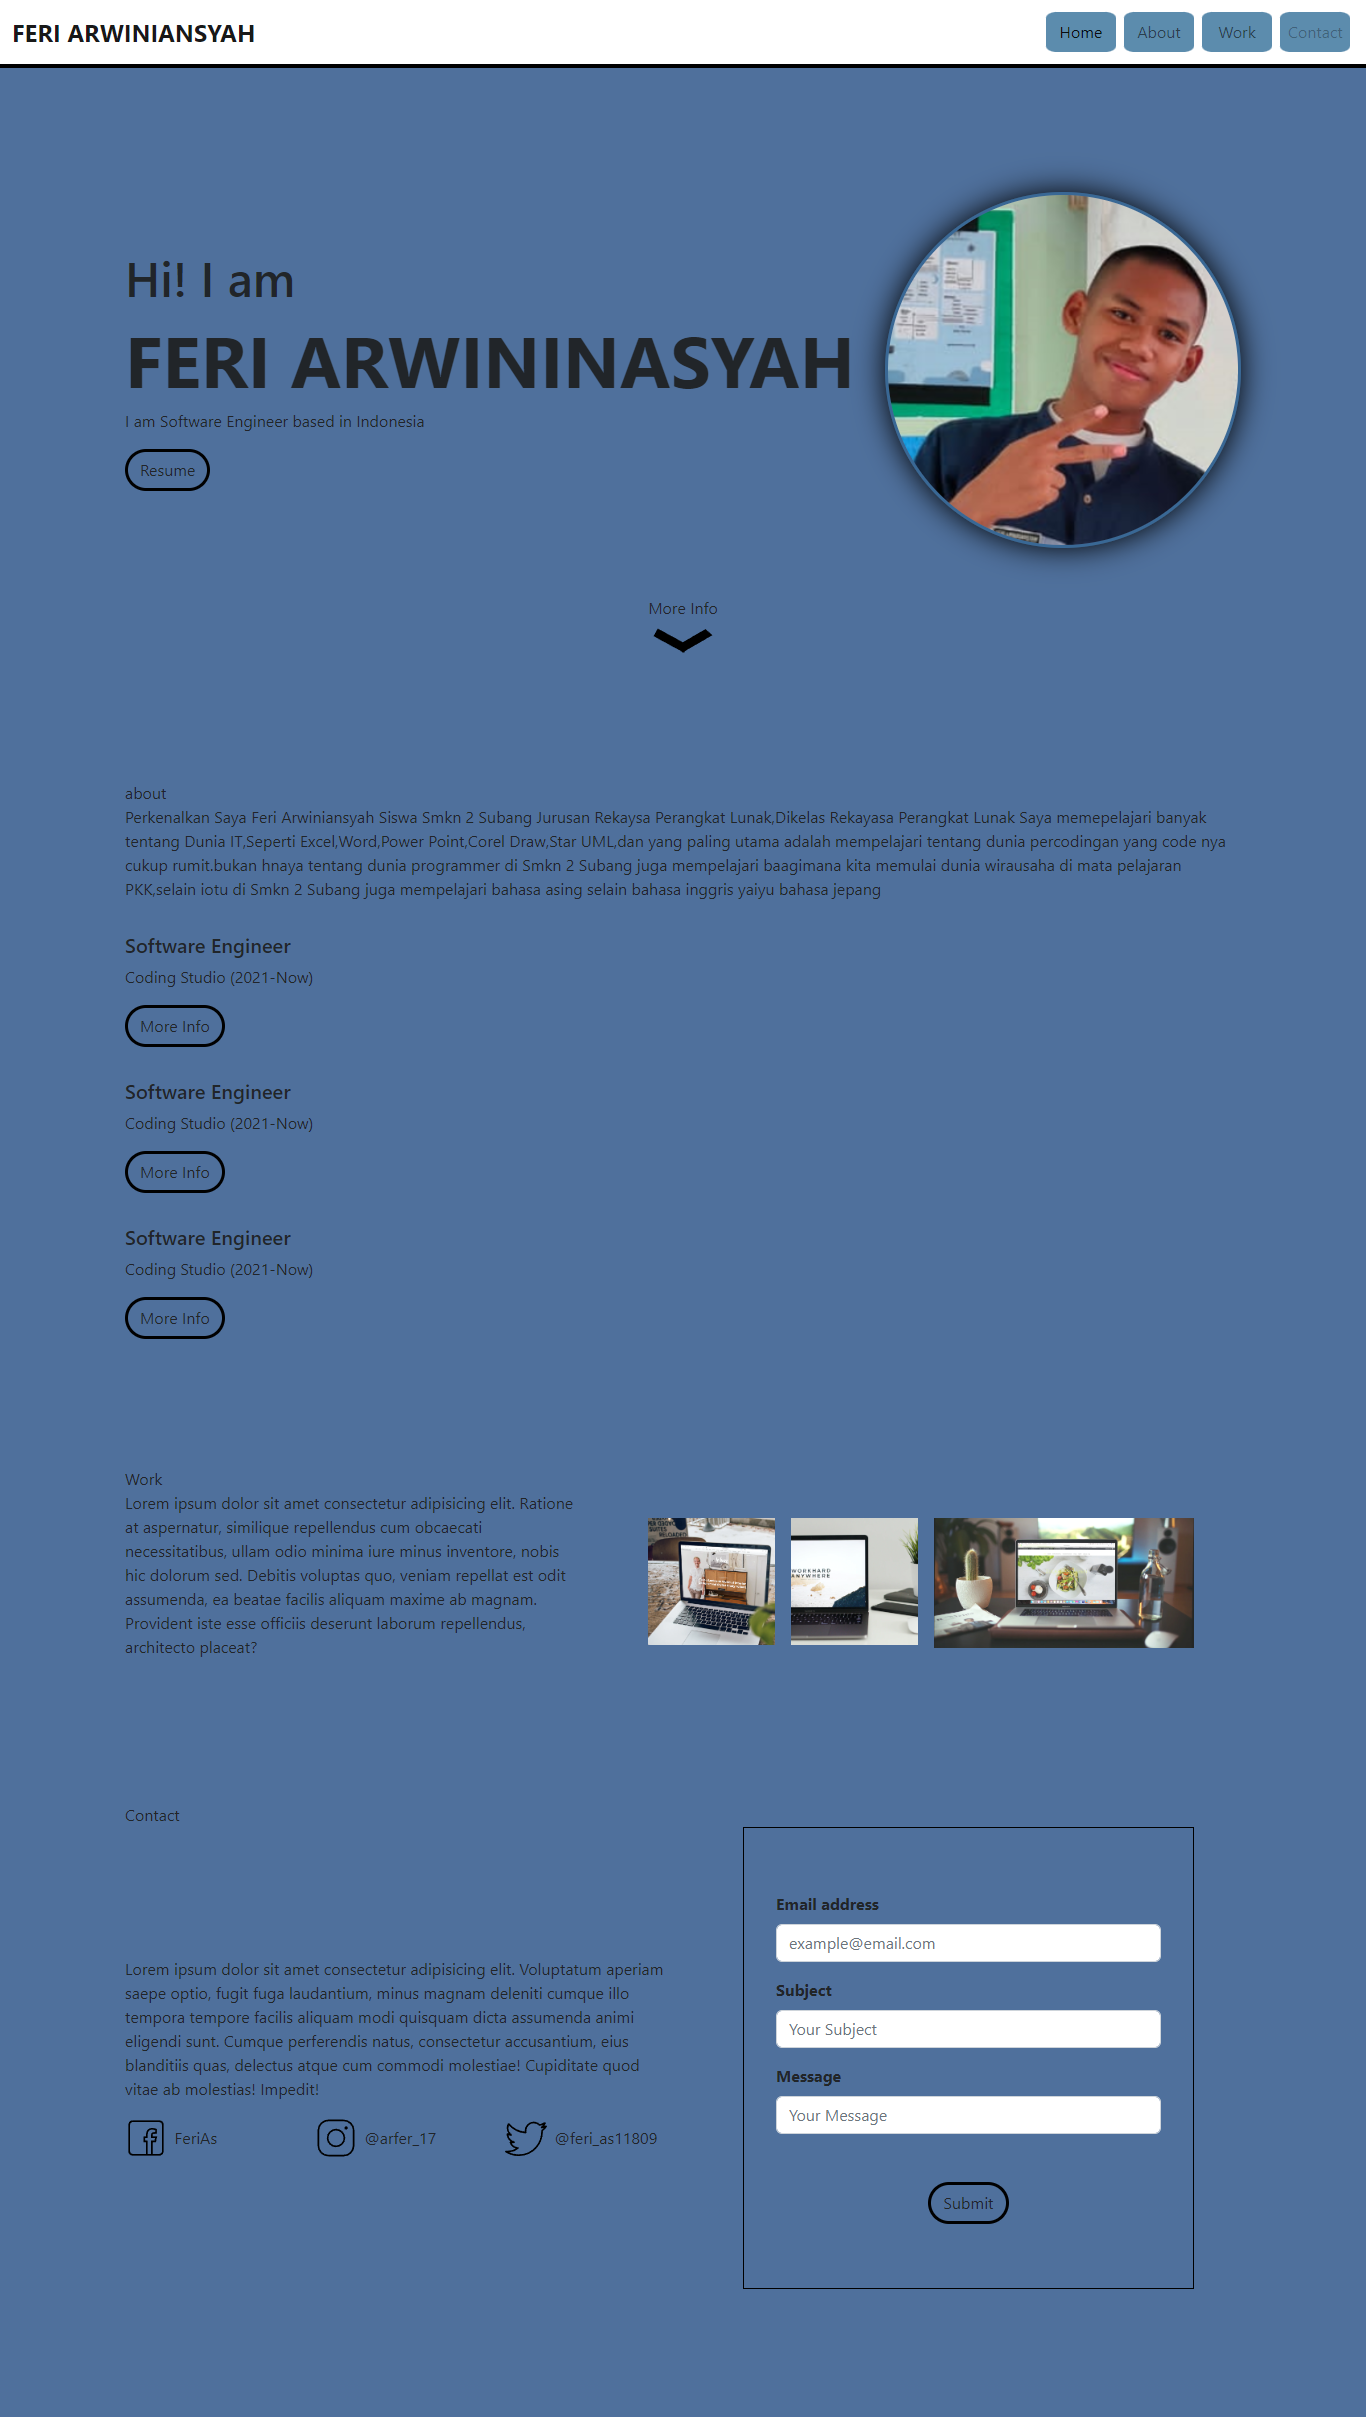 FERI ARWINIANSYAH
Home
About
Work
Contact
Hi! I am
FERI ARWININASYAH
I am Software Engineer based in Indonesia
Resume
More Info
about
Perkenalkan Saya Feri Arwiniansyah Siswa Smkn 2 Subang Jurusan Rekaysa Perangkat Lunak,Dikelas Rekayasa Perangkat Lunak Saya memepelajari banyak
tentang Dunia IT,Seperti Excel,Word,Power Point,Corel Draw,Star UML,dan yang paling utama adalah mempelajari tentang dunia percodingan yang code nya
cukup rumit.bukan hnaya tentang dunia programmer di Smkn 2 Subang juga mempelajari baagimana kita memulai dunia wirausaha di mata pelajaran
PKK,selain iotu di Smkn 2 Subang juga mempelajari bahasa asing selain bahasa inggris yaiyu bahasa jepang
Software Engineer
Coding Studio (2021-Now)
More Info
Software Engineer
Coding Studio (2021-Now)
More Info
Software Engineer
Coding Studio (2021-Now)
More Info
Work
Lorem ipsum dolor sit amet consectetur adipisicing elit. Ratione
at aspernatur, similique repellendus cum obcaecati
necessitatibus, ullam odio minima iure minus inventore, nobis
hic dolorum sed. Debitis voluptas quo, veniam repellat est odit
assumenda, ea beatae facilis aliquam maxime ab magnam.
Provident iste esse officiis deserunt laborum repellendus,
architecto placeat?
WORK HARD
ANYWHERE
Contact
Lorem ipsum dolor sit amet consectetur adipisicing elit. Voluptatum aperiam
saepe optio, fugit fuga laudantium, minus magnam deleniti cumque illo
tempora tempore facilis aliquam modi quisquam dicta assumenda animi
eligendi sunt. Cumque perferendis natus, consectetur accusantium, eius
blanditiis quas, delectus atque cum commodi molestiae! Cupiditate quod
vitae ab molestias! Impedit!
FeriAs
@arfer_17
@feri_as11809
Email address
example@email.com
Subject
Your Subject
Message
Your Message
Submit